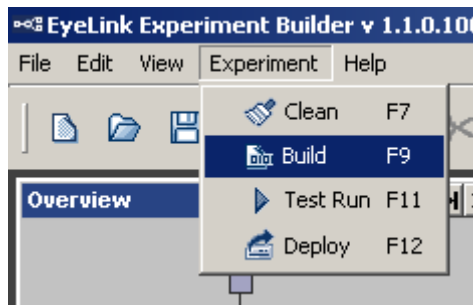 EyeLink Experiment Builder v 1.1.0.100
File Edit View Experiment Help
Clean F7
Build F9
Test Run F11
Deploy F12
Overview